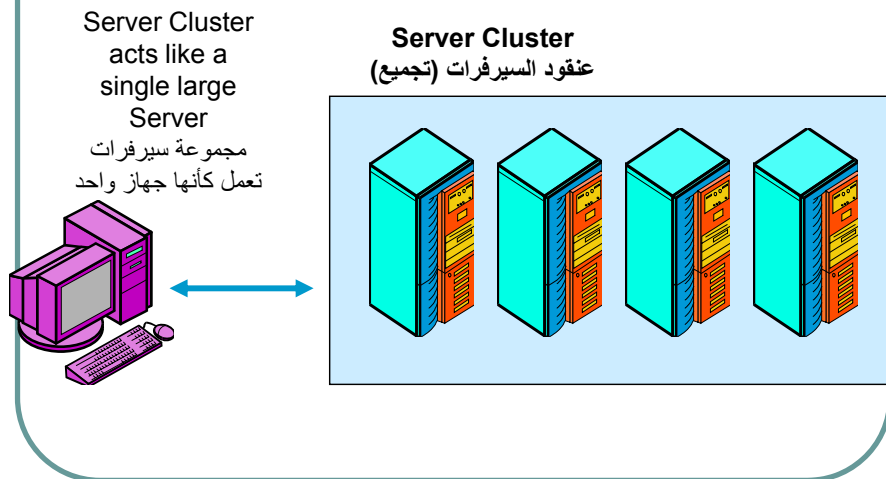 Server Cluster
acts like a
single large
Server
مجموعة سيرفرات
تعمل كأنها جهاز واحد
Server Cluster
عنقود السيرفرات (تجميع)